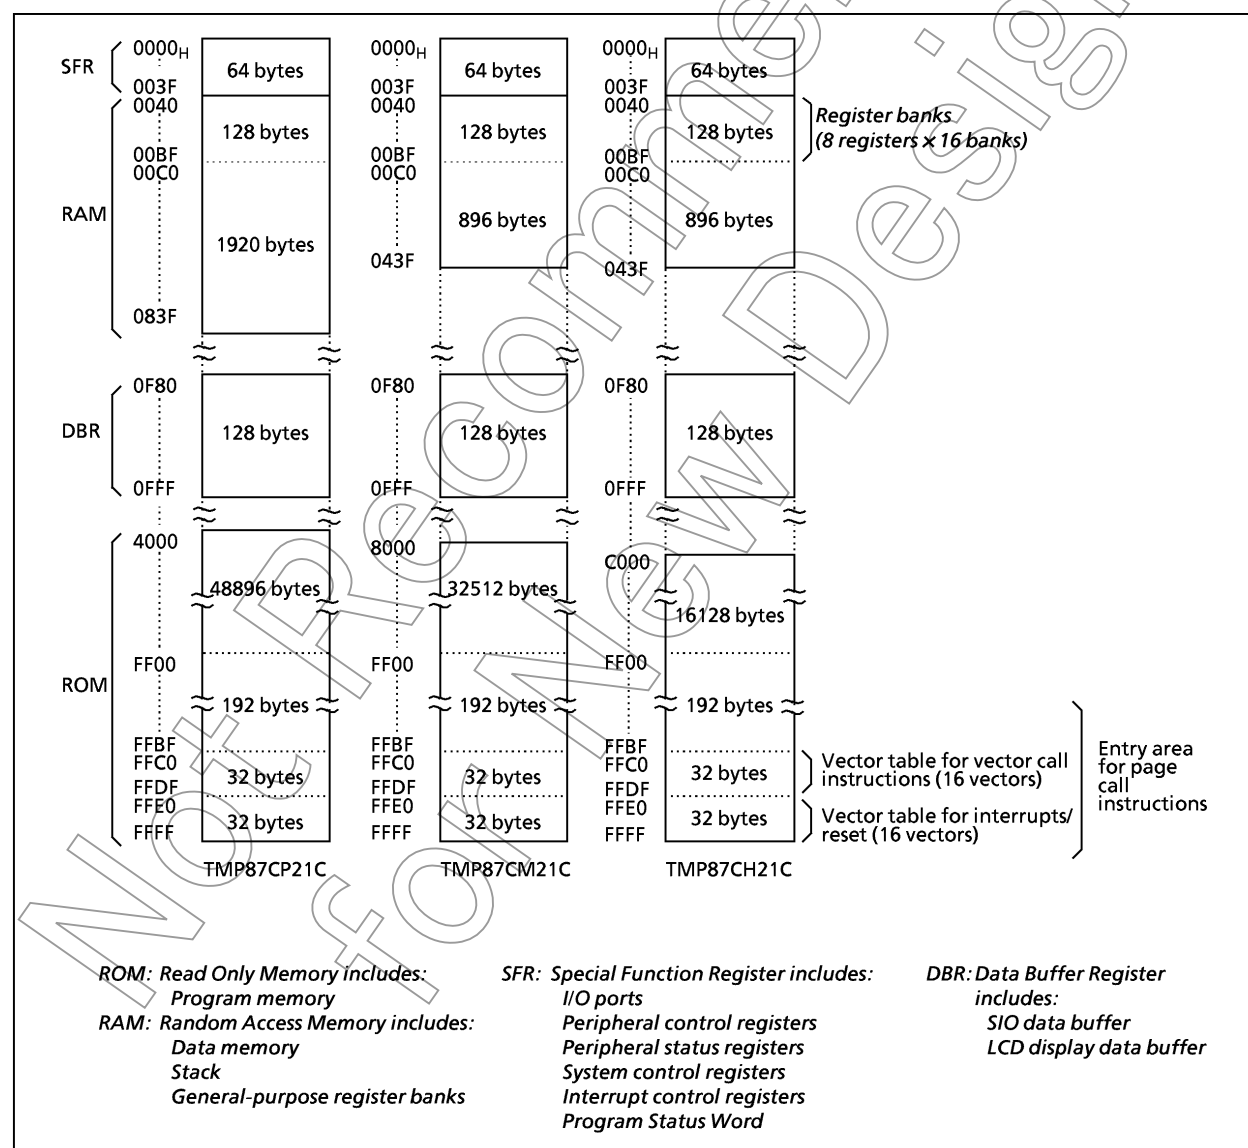 SFR
RAM
DBR
ROM
0000H
003F
0040
00BF
00C0
083F
0F80
0FFF
4000
FF00
FFBF
FFC0
FFDF
FFE0
FFFF
64 bytes
128 bytes
1920 bytes
128 bytes
48896 bytes
192 bytes
32 bytes
32 bytes
TMP87CP21C
0000H
003F
0040
00BF
00C0
043F
0F80
0FFF
8000
FF00
FFBF
FFC0
FFDF
FFE0
FFFF
64 bytes
128 bytes
896 bytes
128 bytes
32512 bytes
192 bytes
32 bytes
32 bytes
TMP87CM21C
0000H
003F
0040
00BF
00C0
043F
0F80
0FFF
C000
FF00
FFBF
FFC0
FFDF
FFE0
FFFF
64 bytes
128 bytes
896 bytes
128 bytes
16128 bytes
192 bytes
32 bytes
32 bytes
TMP87CH21C
Register banks
(8 registers × 16 banks)
Vector table for vector call
instructions (16 vectors)
Vector table for interrupts/
reset (16 vectors)
Entry area
for page
call
instructions
ROM: Read Only Memory includes:
Program memory
RAM: Random Access Memory includes:
Data memory
Stack
General-purpose register banks
SFR: Special Function Register includes:
I/O ports
Peripheral control registers
Peripheral status registers
System control registers
Interrupt control registers
Program Status Word
DBR: Data Buffer Register
includes:
SIO data buffer
LCD display data buffer
Not Recomme
for New Desig